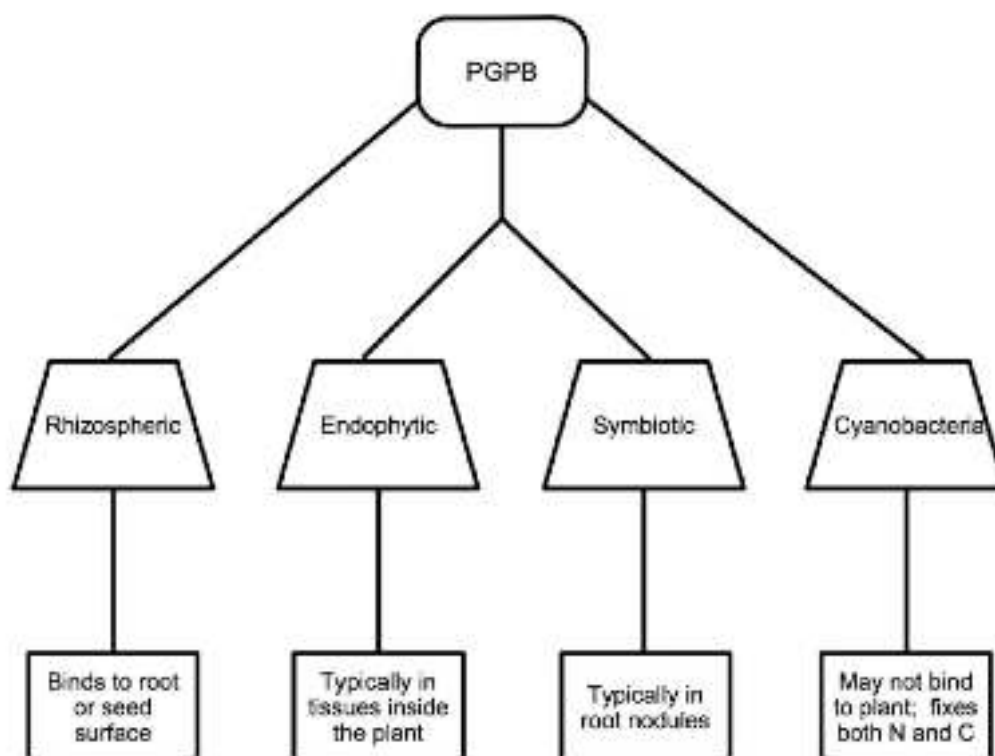 PGPB
Rhizospheric
Endophytic
Symbiotic
Cyanobacteria
Binds to root
or seed
surface
Typically in
tissues inside
the plant
Typically in
root nodules
May not bind
to plant; fixes
both N and C